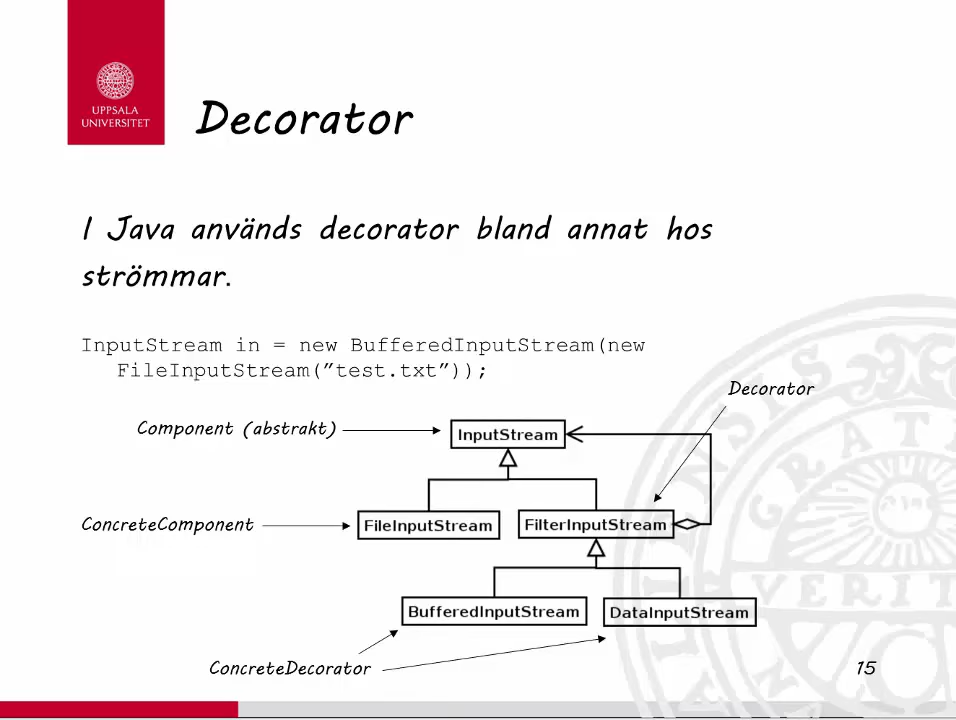 UPPSALA
UNIVERSITET
Decorator
I Java används decorator bland annat hos
strömmar.
InputStream in = new BufferedInputStream(new
FileInputStream(”test.txt”));
Decorator
Component (abstrakt)
InputStream
ConcreteComponent
FileInputStream
FilterInputStream
BufferedInputStream
DataInputStream
ConcreteDecorator
15